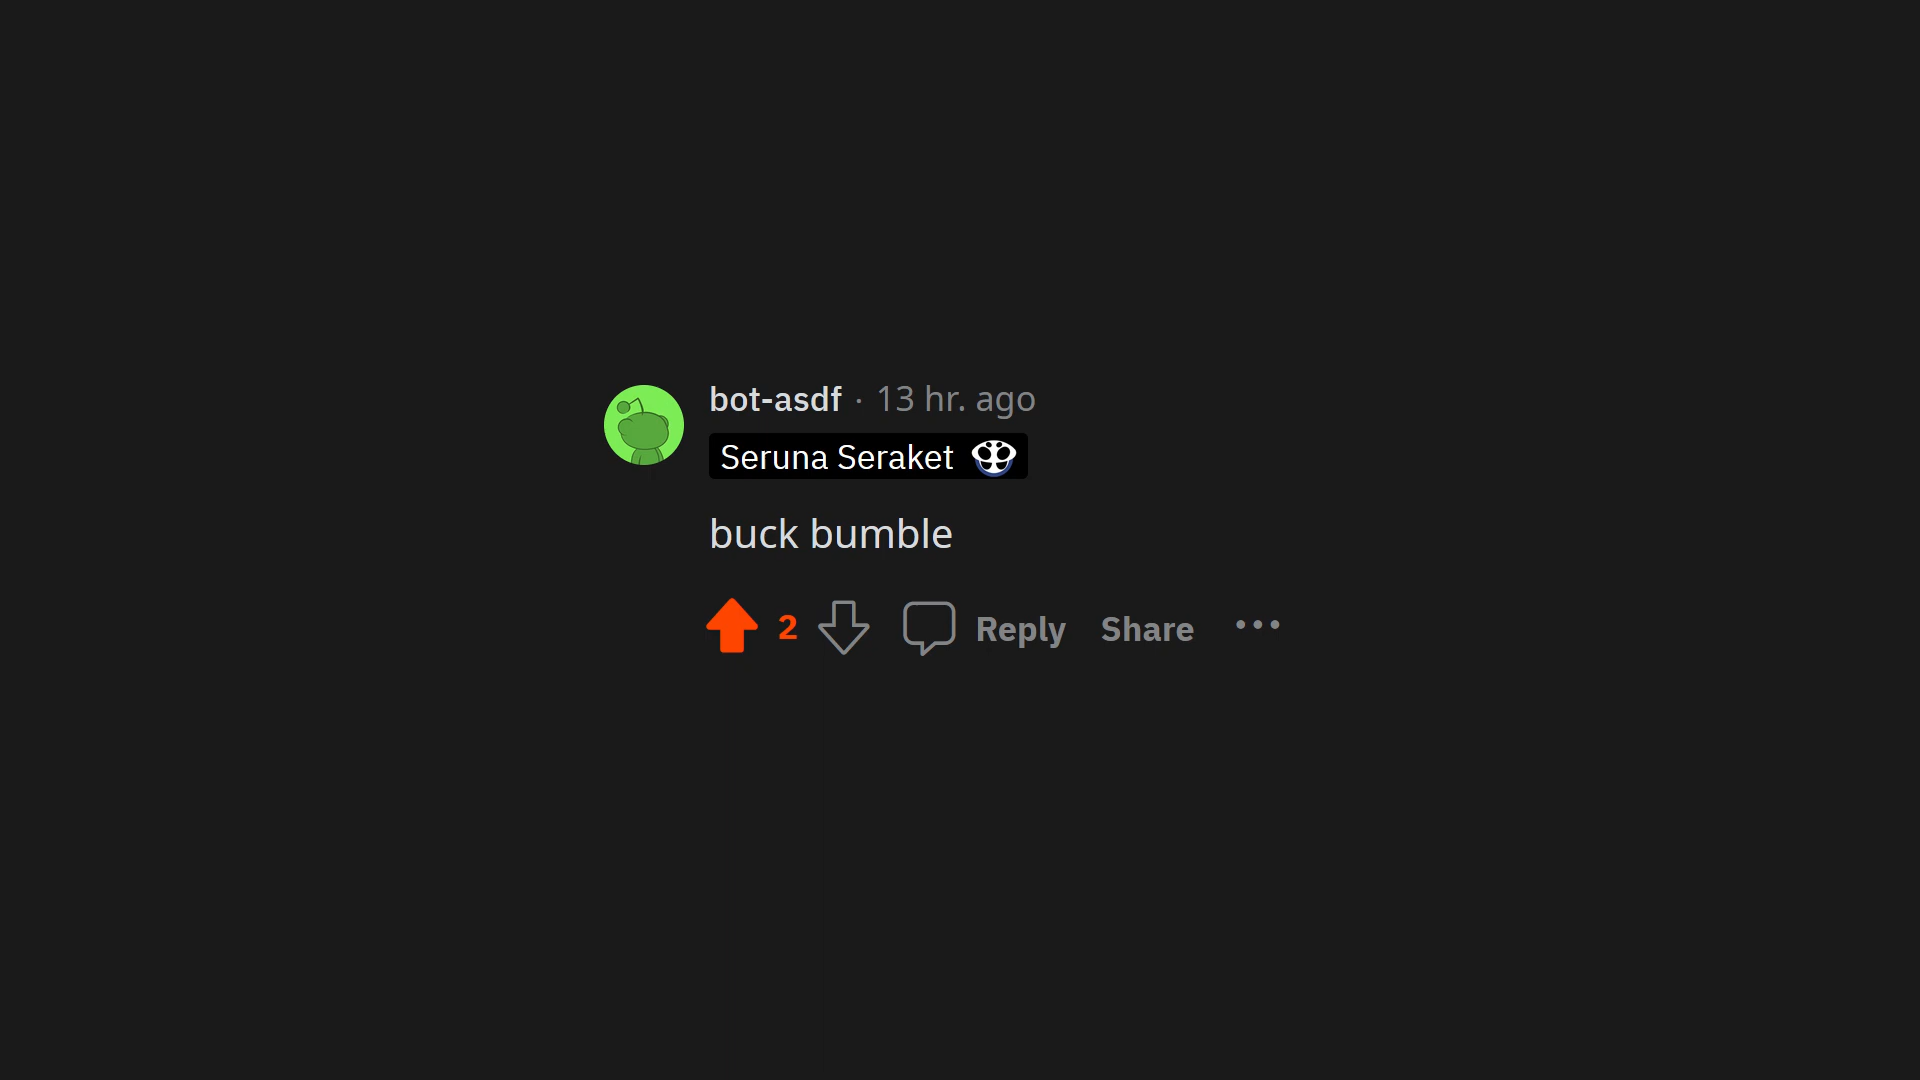 bot-asdf · 13 hr. ago
Seruna Seraket
buck bumble
2 Reply Share ···